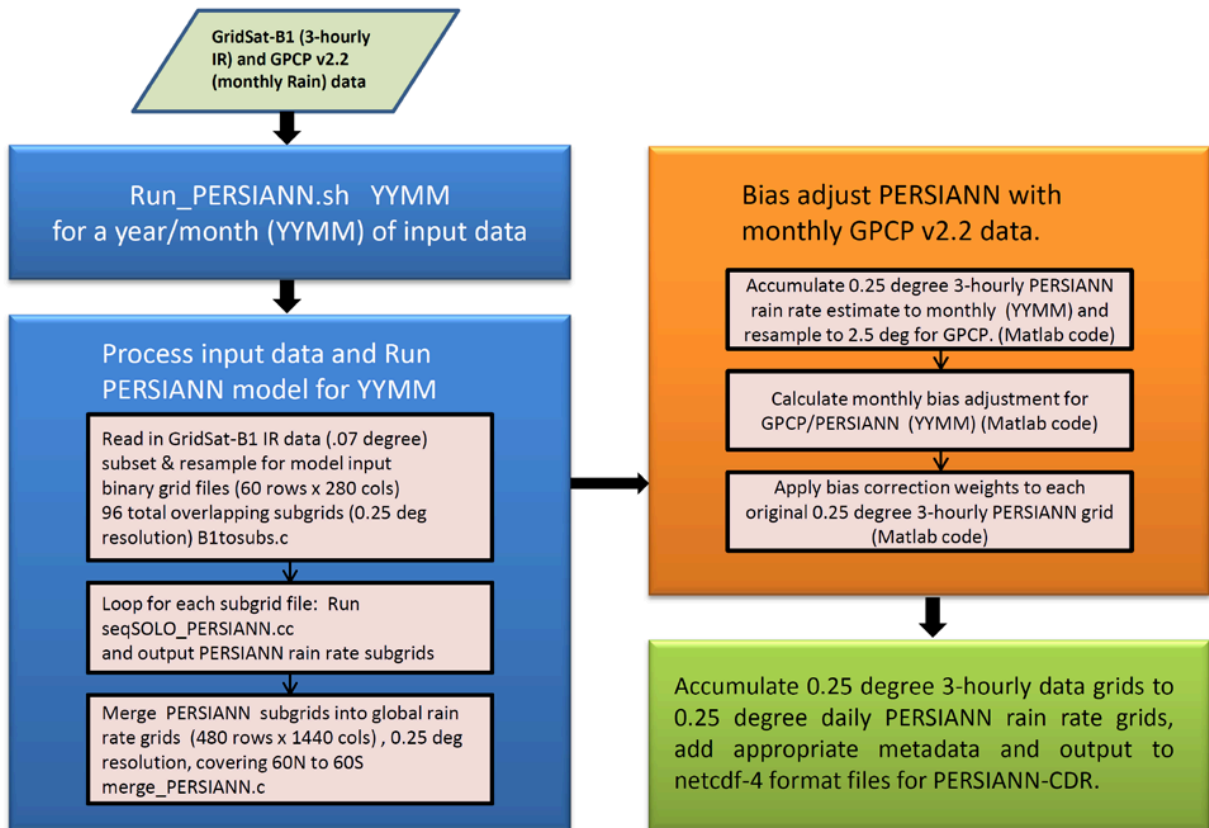 GridSat-B1 (3-hourly
IR) and GPCP v2.2
(monthly Rain) data
Run_PERSIANN.sh YYMM
for a year/month (YYMM) of input data
Process input data and Run
PERSIANN model for YYMM
Read in GridSat-B1 IR data (.07 degree)
subset & resample for model input
binary grid files (60 rows x 280 cols)
96 total overlapping subgrids (0.25 deg
resolution) B1tosubs.c
Loop for each subgrid file: Run
seqSOLO_PERSIANN.cc
and output PERSIANN rain rate subgrids
Merge PERSIANN subgrids into global rain
rate grids (480 rows x 1440 cols) , 0.25 deg
resolution, covering 60N to 60S
merge_PERSIANN.c
Bias adjust PERSIANN with
monthly GPCP v2.2 data.
Accumulate 0.25 degree 3-hourly PERSIANN
rain rate estimate to monthly (YYMM) and
resample to 2.5 deg for GPCP. (Matlab code)
Calculate monthly bias adjustment for
GPCP/PERSIANN (YYMM) (Matlab code)
Apply bias correction weights to each
original 0.25 degree 3-hourly PERSIANN grid
(Matlab code)
Accumulate 0.25 degree 3-hourly data grids to
0.25 degree daily PERSIANN rain rate grids,
add appropriate metadata and output to
netcdf-4 format files for PERSIANN-CDR.